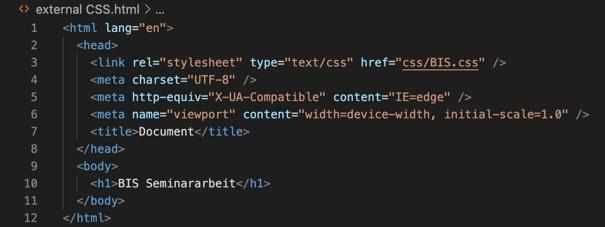 external CSS.html > ...
1 <html lang="en">
2 <head>
3 <link rel="stylesheet" type="text/css" href="css/BIS.css" />
4 <meta charset="UTF-8" />
5 <meta http-equiv="X-UA-Compatible" content="IE=edge" />
6 <meta name="viewport" content="width=device-width, initial-scale=1.0" />
7 <title>Document</title>
8 </head>
9 <body>
10 <h1>BIS Seminararbeit</h1>
11 </body>
12 </html>